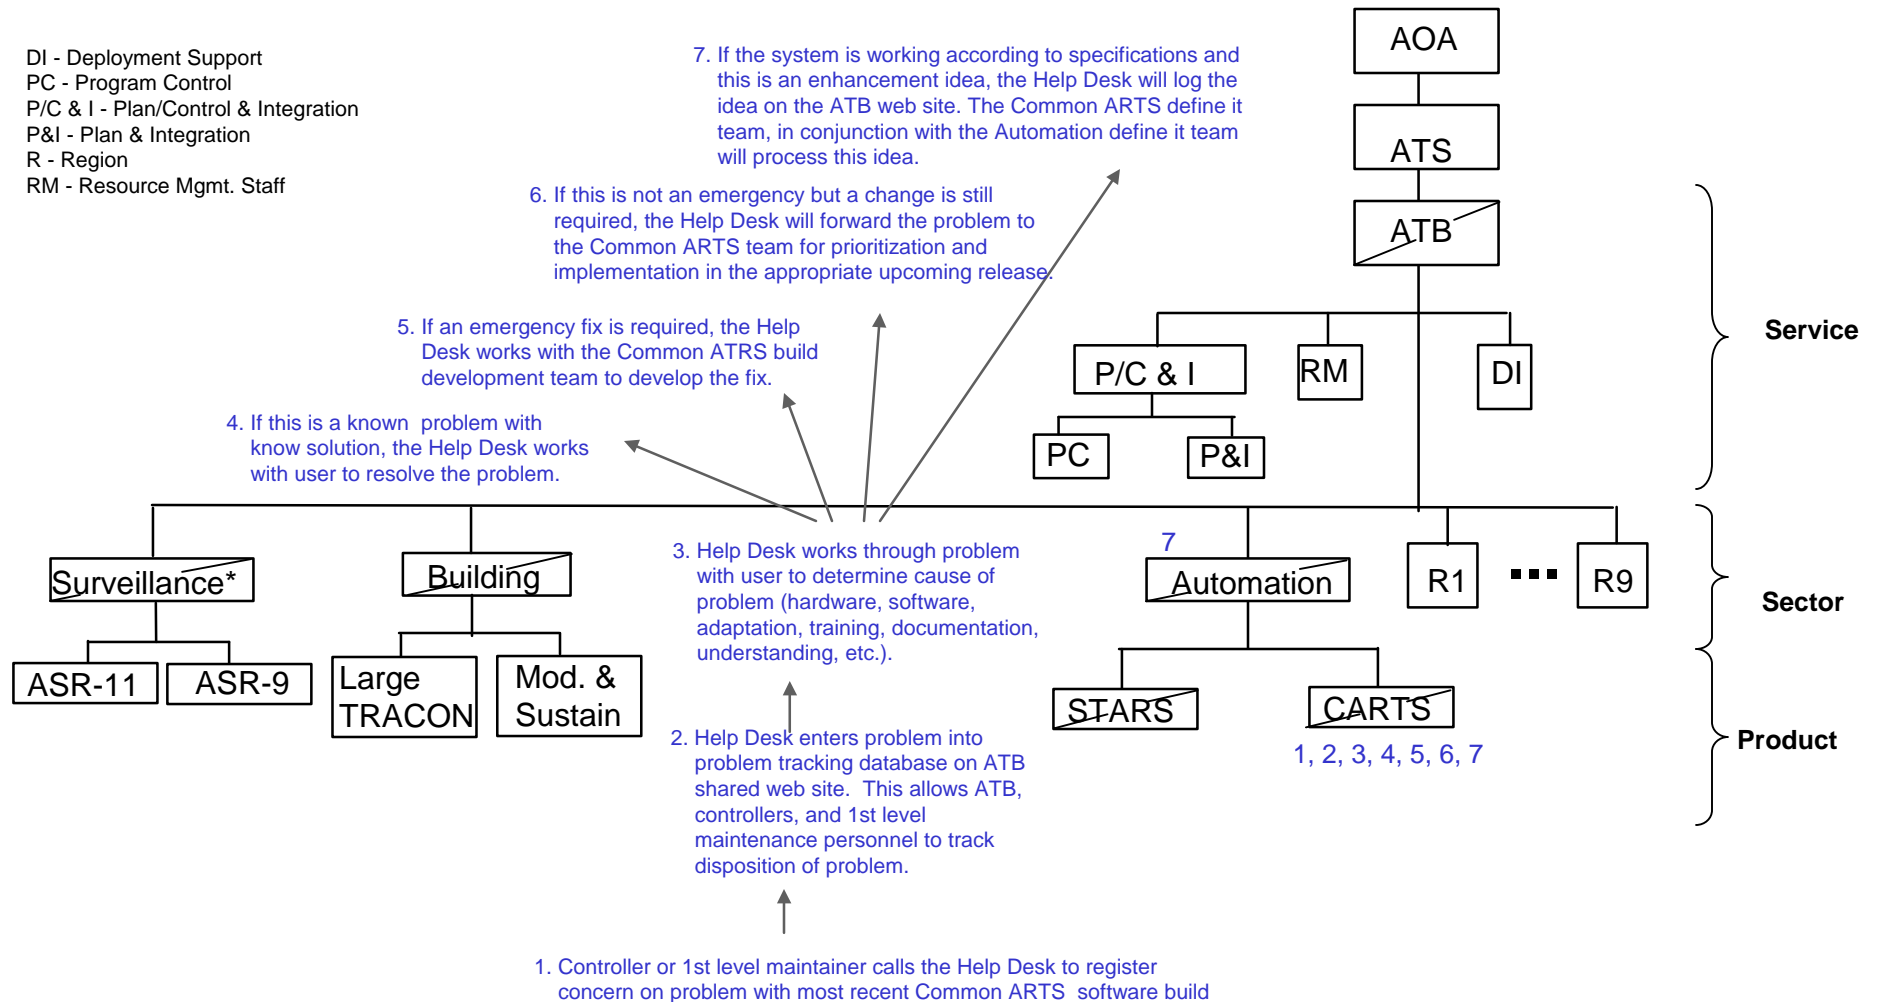 DI - Deployment Support
PC - Program Control
P/C & I - Plan/Control & Integration
P&I - Plan & Integration
R - Region
RM - Resource Mgmt. Staff
7. If the system is working according to specifications and
this is an enhancement idea, the Help Desk will log the
idea on the ATB web site. The Common ARTS define it
team, in conjunction with the Automation define it team
will process this idea.
6. If this is not an emergency but a change is still
required, the Help Desk will forward the problem to
the Common ARTS team for prioritization and
implementation in the appropriate upcoming release.
5. If an emergency fix is required, the Help
Desk works with the Common ATRS build
development team to develop the fix.
4. If this is a known problem with
know solution, the Help Desk works
with user to resolve the problem.
AOA
ATS
ATB
P/C & I
RM
DI
PC
P&I
Service
Surveillance*
Building
3. Help Desk works through problem
with user to determine cause of
problem (hardware, software,
adaptation, training, documentation,
understanding, etc.).
7
Automation
R1
R9
Sector
ASR-11
ASR-9
Large
TRACON
Mod. &
Sustain
STARS
CARTS
1, 2, 3, 4, 5, 6, 7
Product
2. Help Desk enters problem into
problem tracking database on ATB
shared web site. This allows ATB,
controllers, and 1st level
maintenance personnel to track
disposition of problem.
1. Controller or 1st level maintainer calls the Help Desk to register
concern on problem with most recent Common ARTS software build